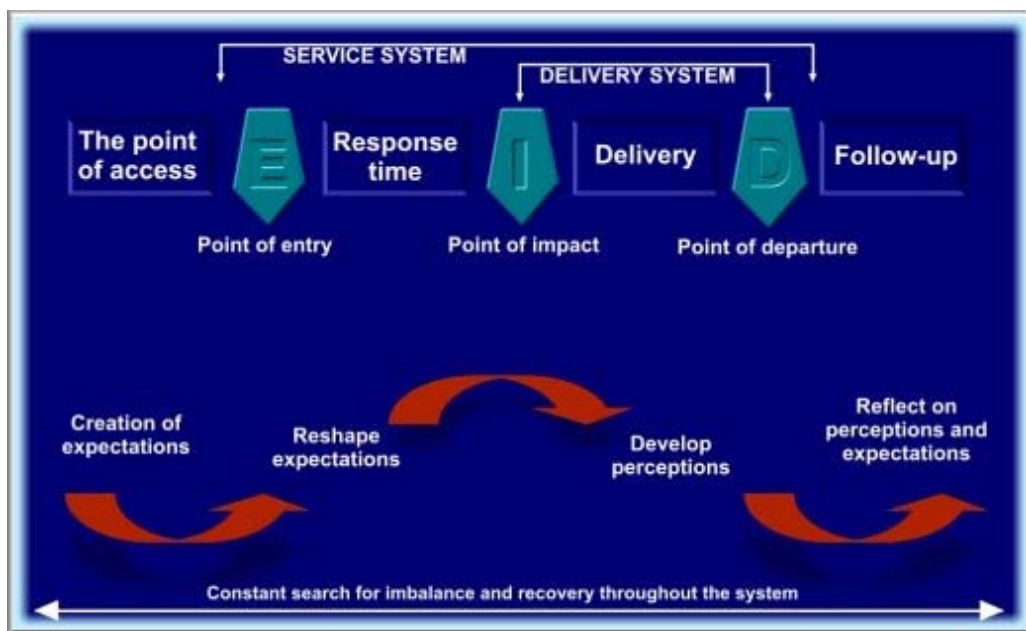 SERVICE SYSTEM
DELIVERY SYSTEM
The point
of access
E
Response
time
I
Delivery
D
Follow-up
Point of entry
Point of impact
Point of departure
Creation of
expectations
Reshape
expectations
Develop
perceptions
Reflect on
perceptions and
expectations
Constant search for imbalance and recovery throughout the system